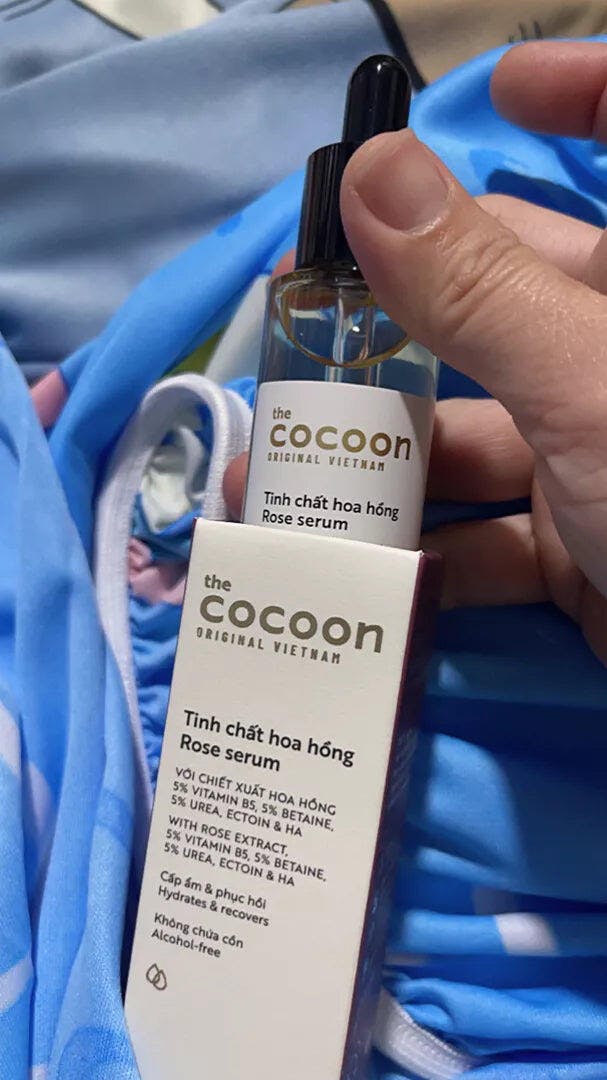 the
cocoon
ORIGINAL VIETNAM
Tinh chất hoa hồng
Rose serum
the
cocoon
ORIGINAL VIETNAM
Tinh chất hoa hồng
Rose serum
VỚI CHIẾT XUẤT HOA HỒNG
5% VITAMIN B5, 5% BETAINE,
5% UREA, ECTOIN & HA
WITH ROSE EXTRACT,
5% VITAMIN B5, 5% BETAINE,
5% UREA, ECTOIN & HA
Cấp ẩm & phục hồi
Hydrates & recovers
Không chứa cồn
Alcohol-free